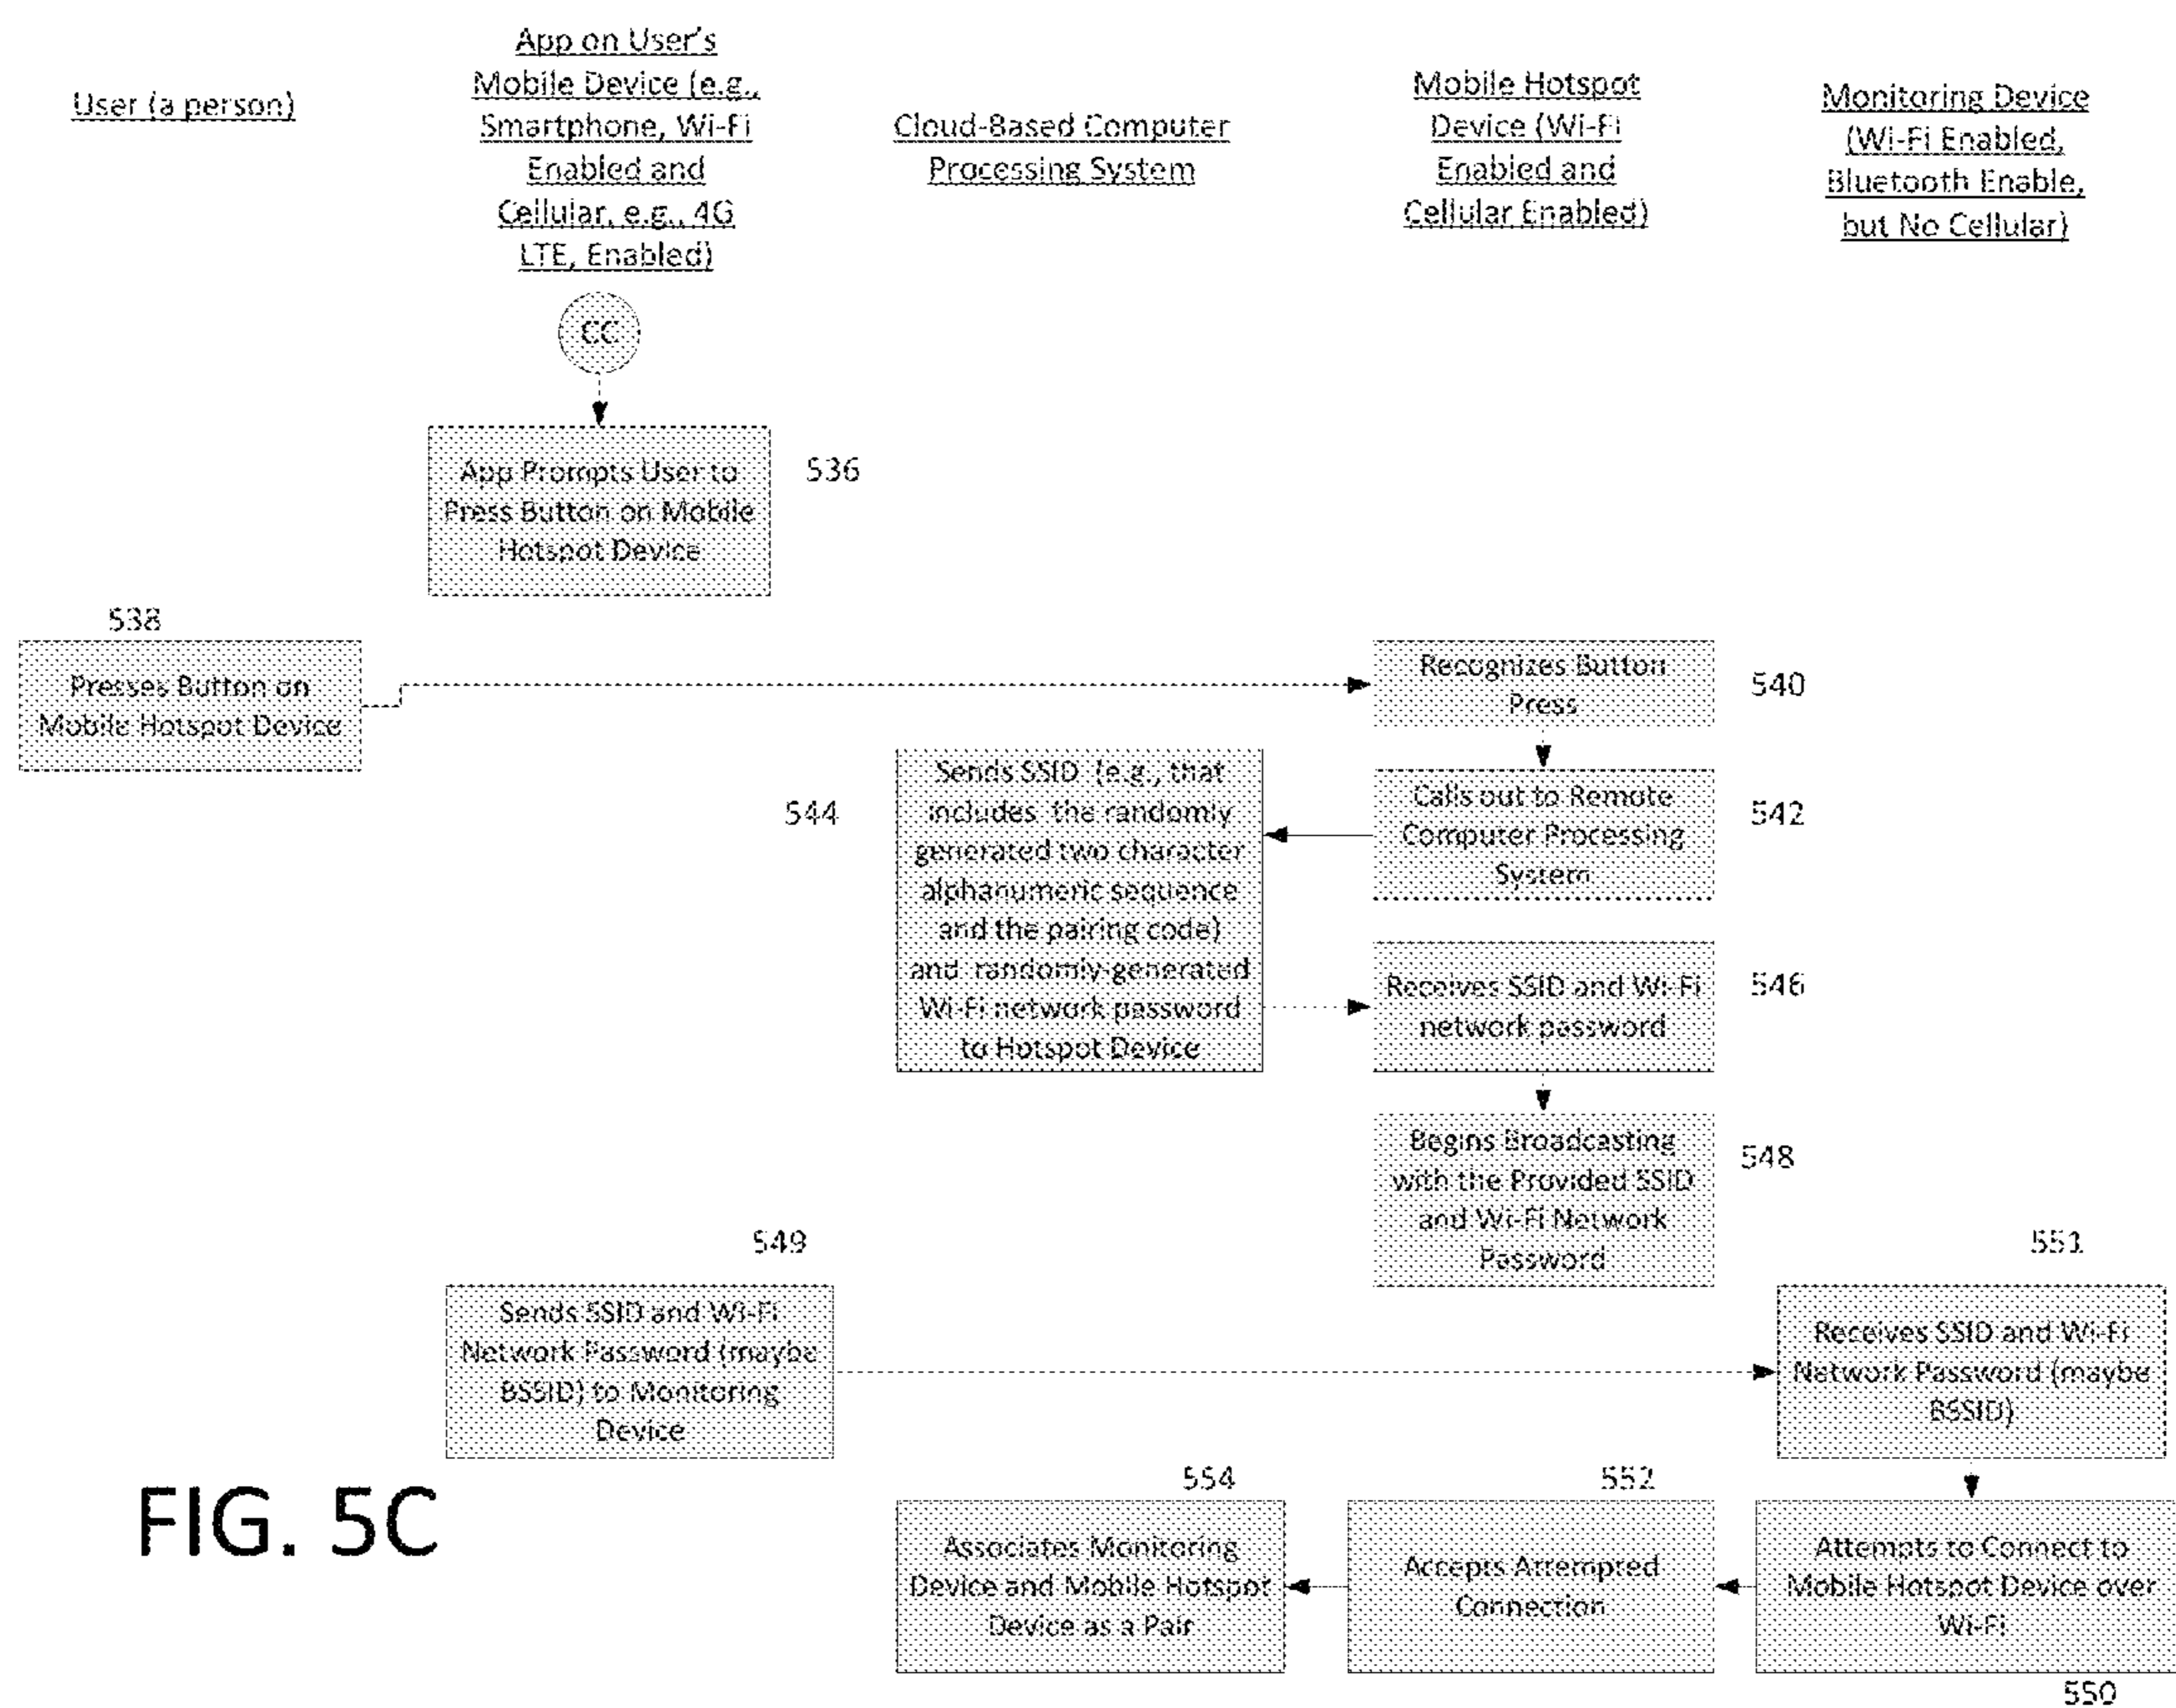 User (a person)
App on User's
Mobile Device (e.g.,
Smartphone, Wi-Fi
Enabled and
Cellular, e.g., 4G
LTE, Enabled)
Cloud-Based Computer
Processing System
Mobile Hotspot
Device (Wi-Fi
Enabled and
Cellular Enabled)
Monitoring Device
(Wi-Fi Enabled,
Bluetooth Enable,
but No Cellular)
CC
App Prompts User to
Press Button on Mobile
Hotspot Device
536
538
Presses Button on
Mobile Hotspot Device
Recognizes Button
Press
540
544
Sends SSID (e.g., that
includes the randomly
generated two character
alphanumeric sequence
and the pairing code)
and randomly-generated
Wi-Fi network password
to Hotspot Device
Calls out to Remote
Computer Processing
System
542
Receives SSID and Wi-Fi
network password
546
Begins Broadcasting
with the Provided SSID
and Wi-Fi Network
Password
548
549
Sends SSID and Wi-Fi
Network Password (maybe
BSSID) to Monitoring
Device
551
Receives SSID and Wi-Fi
Network Password (maybe
BSSID)
FIG. 5C
554
Associates Monitoring
Device and Mobile Hotspot
Device as a Pair
552
Accepts Attempted
Connection
Attempts to Connect to
Mobile Hotspot Device over
Wi-Fi
550